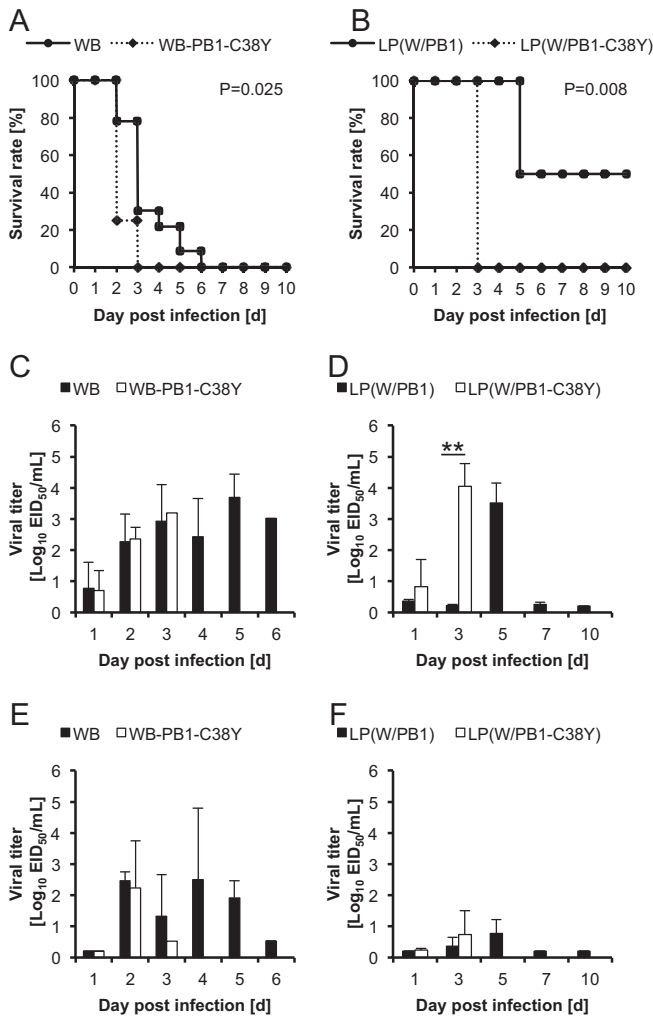 A
WB WB-PB1-C38Y
P=0.025
Survival rate [%]
100
80
60
40
20
0
0 1 2 3 4 5 6 7 8 9 10
Day post infection [d]
B
LP(W/PB1) LP(W/PB1-C38Y)
P=0.008
Survival rate [%]
100
80
60
40
20
0
0 1 2 3 4 5 6 7 8 9 10
Day post infection [d]
C
WB WB-PB1-C38Y
Viral titer
[Log10 EID50/mL]
6
5
4
3
2
1
0
1 2 3 4 5 6
Day post infection [d]
D
LP(W/PB1) LP(W/PB1-C38Y)
**
Viral titer
[Log10 EID50/mL]
6
5
4
3
2
1
0
1 3 5 7 10
Day post infection [d]
E
WB WB-PB1-C38Y
Viral titer
[Log10 EID50/mL]
6
5
4
3
2
1
0
1 2 3 4 5 6
Day post infection [d]
F
LP(W/PB1) LP(W/PB1-C38Y)
Viral titer
[Log10 EID50/mL]
6
5
4
3
2
1
0
1 3 5 7 10
Day post infection [d]